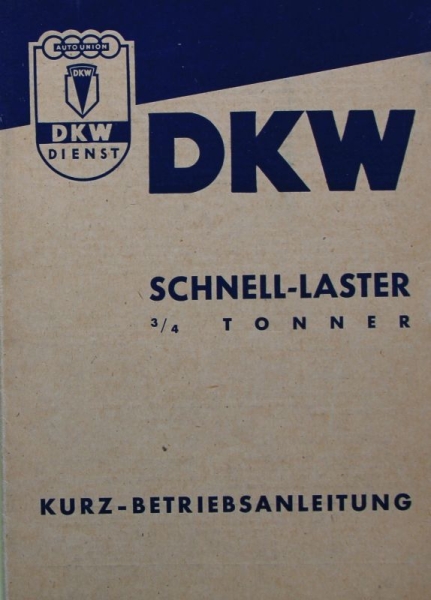 AUTO UNION
DKW
DKW
DIENST
DKW
SCHNELL-LASTER
3/4 TONNER
KURZ-BETRIEBSANLEITUNG